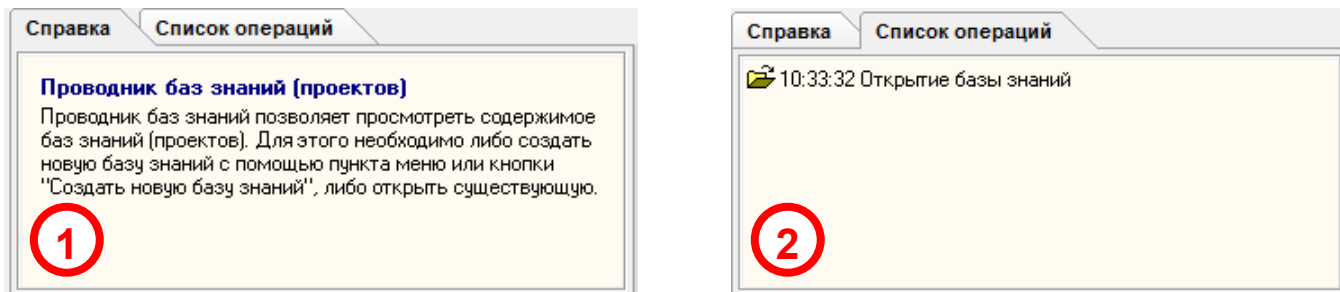 Справка
Список операций
Проводник баз знаний (проектов)
Проводник баз знаний позволяет просмотреть содержимое
баз знаний (проектов). Для этого необходимо либо создать
новую базу знаний с помощью пункта меню или кнопки
"Создать новую базу знаний", либо открыть существующую.
1
Справка
Список операций
10:33:32 Открытие базы знаний
2